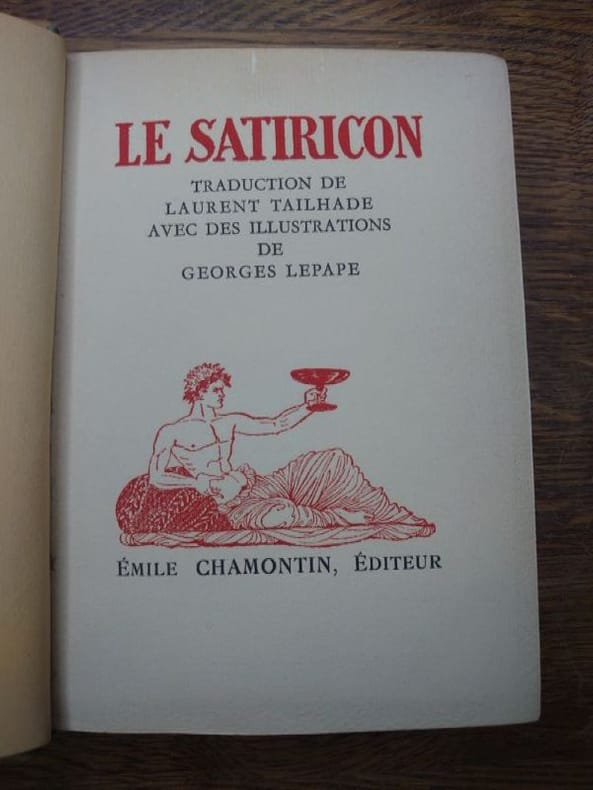 LE SATIRICON
TRADUCTION DE
LAURENT TAILHADE
AVEC DES ILLUSTRATIONS
DE
GEORGES LEPAPE
ÉMILE CHAMONTIN, ÉDITEUR